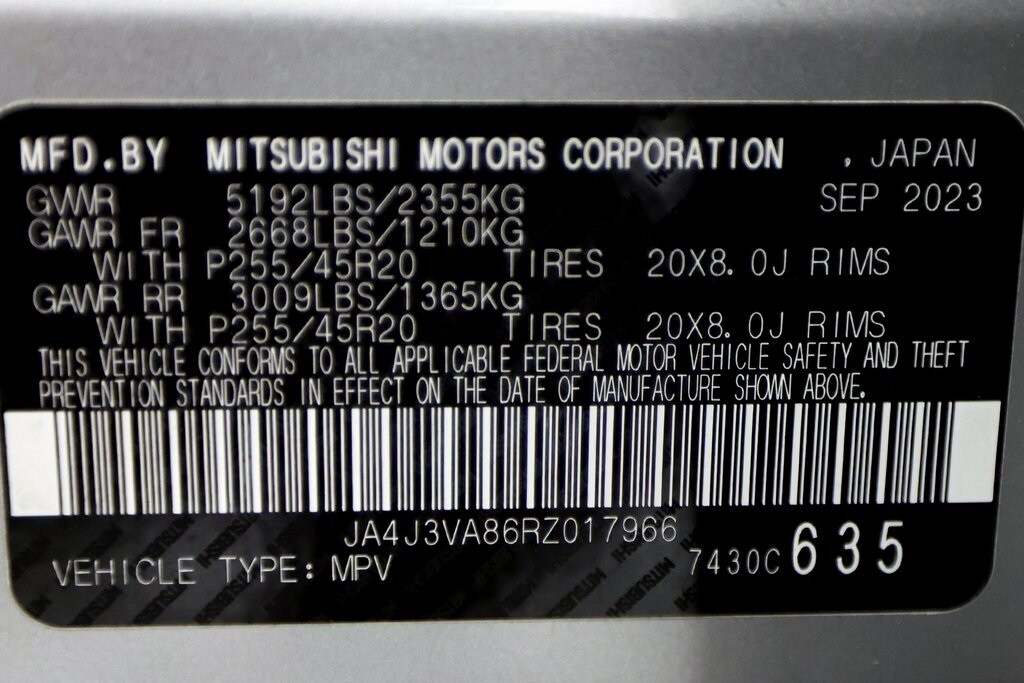 MFD.BY MITSUBISHI MOTORS CORPORATION , JAPAN
GVWR 5192LBS/2355KG SEP 2023
GAWR FR 2668LBS/1210KG
WITH P255/45R20 TIRES 20X8.0J RIMS
GAWR RR 3009LBS/1365KG
WITH P255/45R20 TIRES 20X8.0J RIMS
THIS VEHICLE CONFORMS TO ALL APPLICABLE FEDERAL MOTOR VEHICLE SAFETY AND THEFT
PREVENTION STANDARDS IN EFFECT ON THE DATE OF MANUFACTURE SHOWN ABOVE.
JA4J3VA86RZ017966
VEHICLE TYPE: MPV 7430C 635